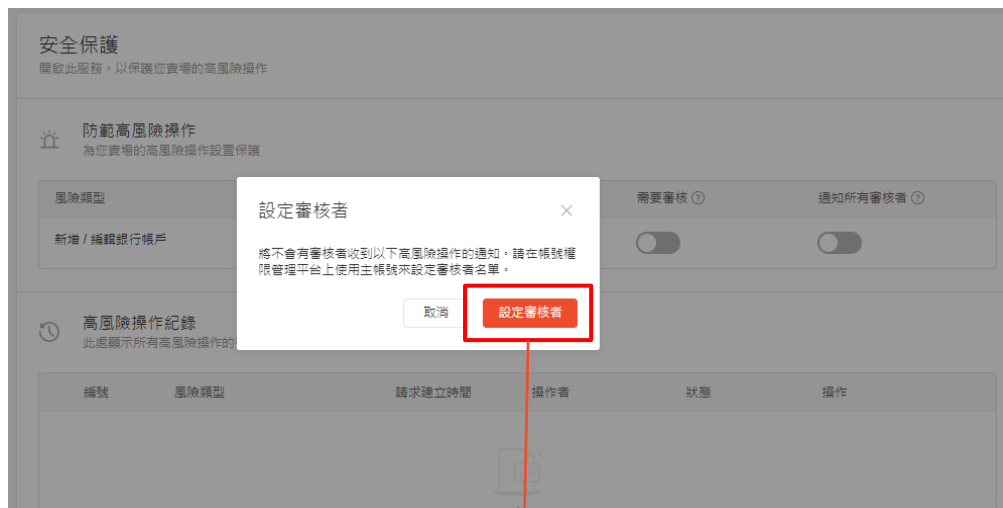 安全保護
開啟此服務，以保護您賣場的高風險操作
防範高風險操作
為您賣場的高風險操作設置保護
風險類型
需要審核
通知所有審核者
新增 / 編輯銀行帳戶
設定審核者
將不會有審核者收到以下高風險操作的通知。請在帳號權
限管理平台上使用主帳號來設定審核者名單。
取消
設定審核者
高風險操作紀錄
此處顯示所有高風險操作的
編號
風險類型
請求建立時間
操作者
狀態
操作